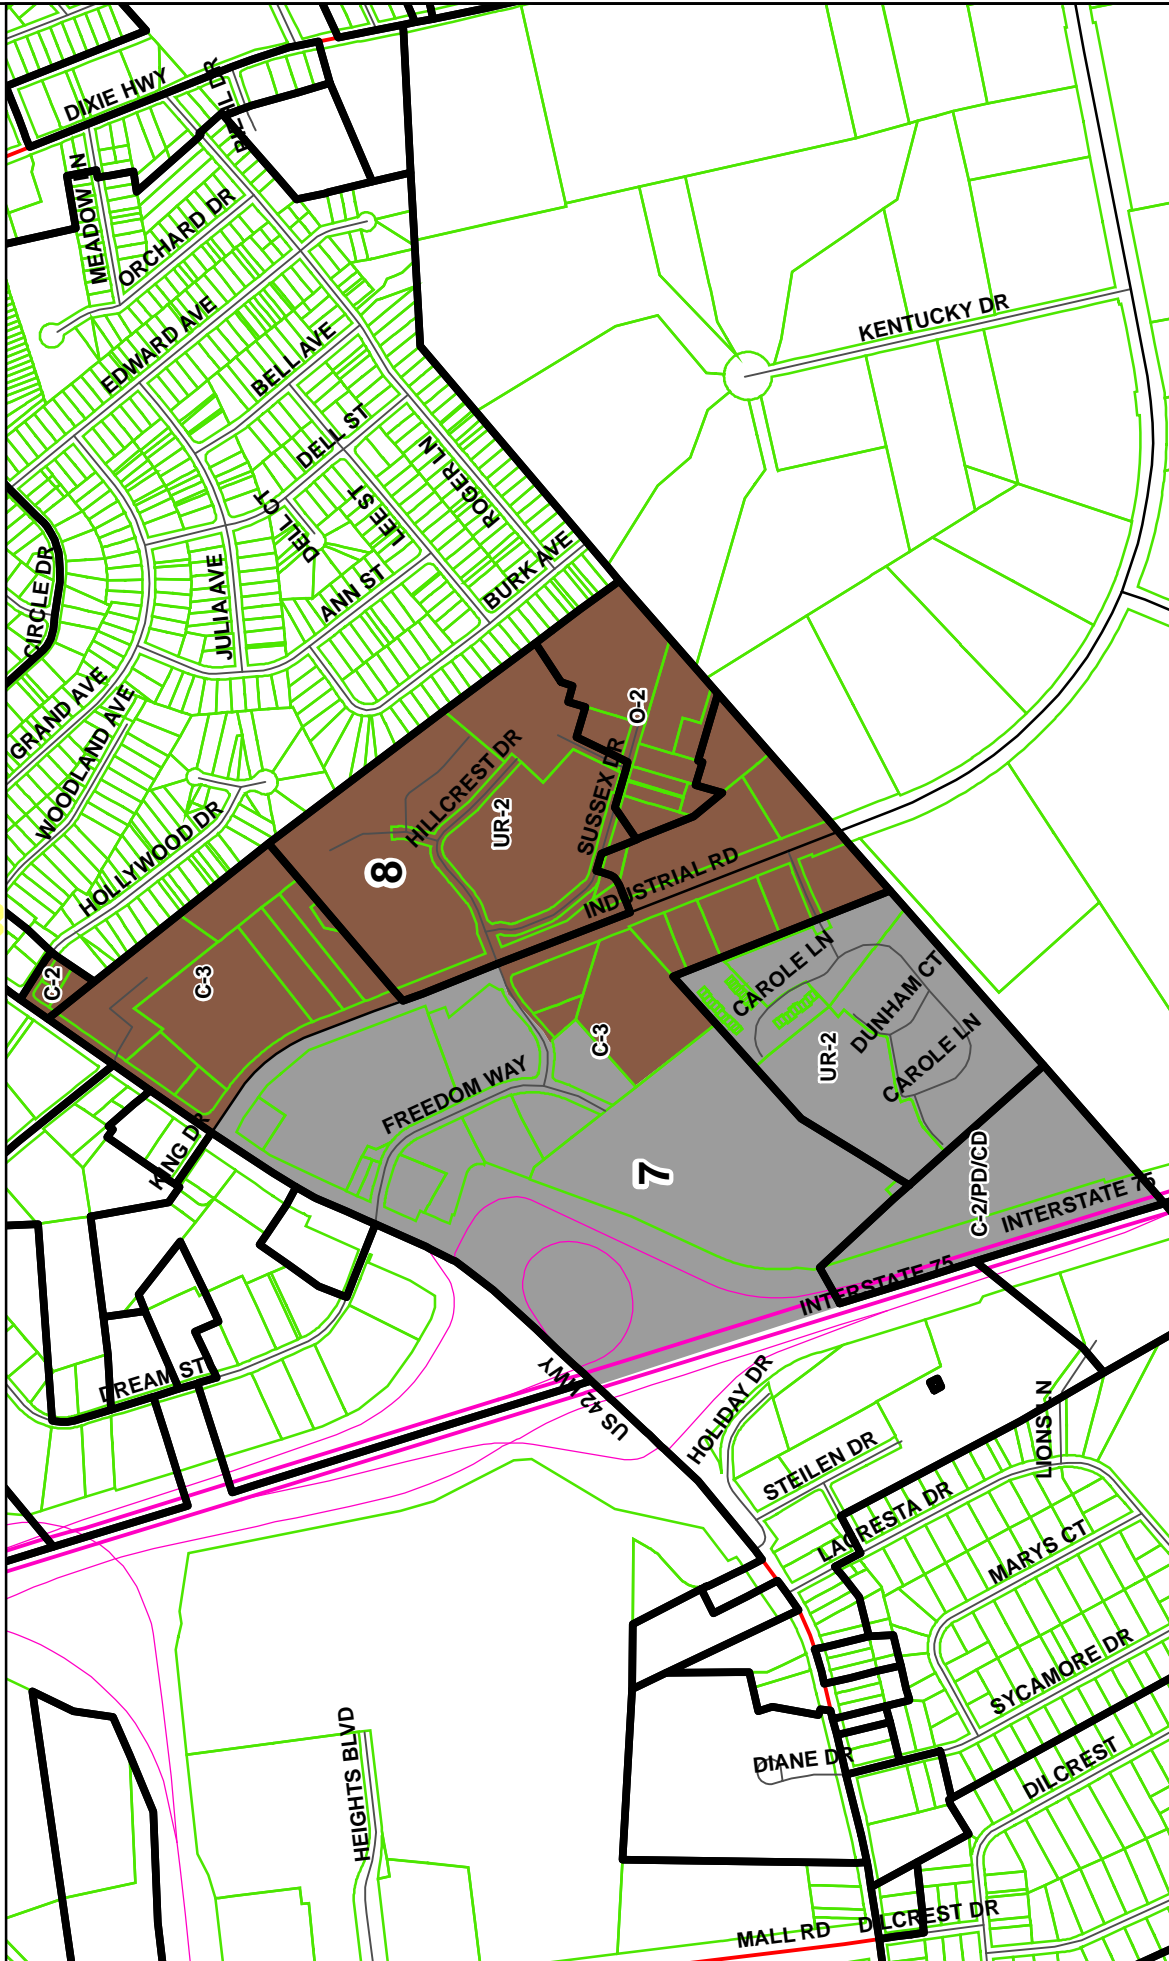 DIXIE HWY
MEADOW LN
ORCHARD DR
EDWARD AVE
BELL AVE
KENTUCKY DR
DELL ST
ROGER LN
LEE ST
DELL CT
CIRCLE DR
JULIA AVE
ANN ST
BURK AVE
GRAND AVE
WOODLAND AVE
HOLLYWOOD DR
HILLCREST DR
UR-2
O-2
SUSSEX DR
8
INDUSTRIAL RD
C-2
C-3
C-3
CAROLE LN
DUNHAM CT
UR-2
CAROLE LN
FREEDOM WAY
KING DR
7
C-2/PD/CD
INTERSTATE 75
INTERSTATE 75
DREAM ST
US 42 HWY
HOLIDAY DR
STEILEN DR
LIONS LN
LACRESTA DR
MARYS CT
SYCAMORE DR
HEIGHTS BLVD
DIANE DR
DILCREST
MALL RD
DILCREST DR